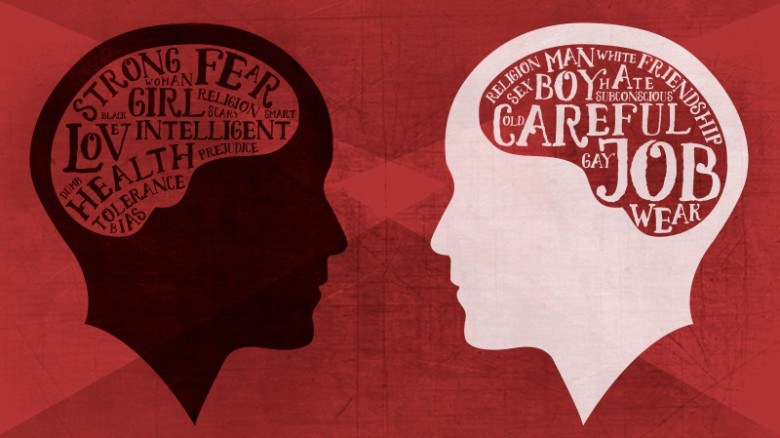 STRONG
WOMAN
FEAR
BLACK
GIRL
RELIGION
SCARY
SMART
LOVE
INTELLIGENT
HEALTH
PREJUDICE
DUMB
TOLERANCE
BIAS
RELIGION
MAN
WHITE
FRIENDSHIP
SEX
BOY
HATE
SUBCONSCIOUS
OLD
CAREFUL
GAY
JOB
WEAR